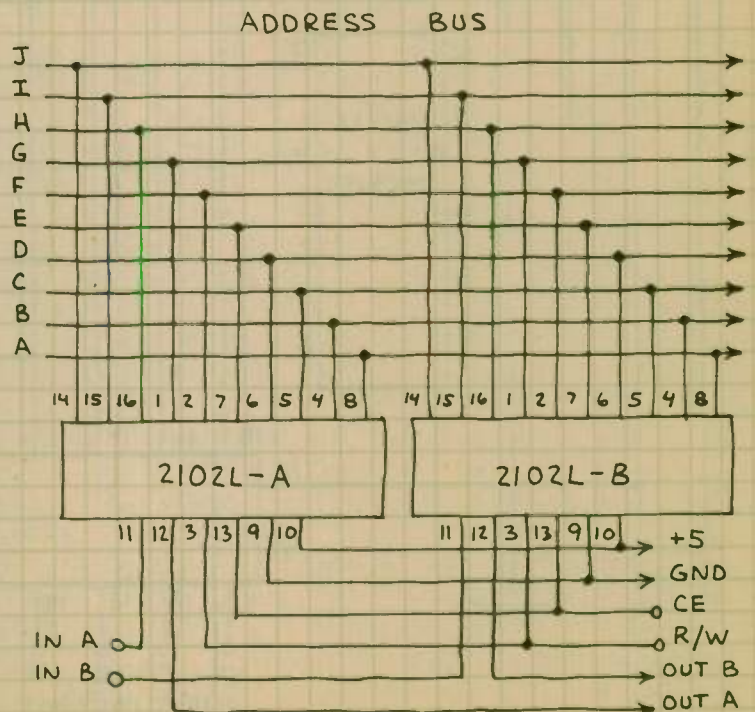 ADDRESS BUS
J
I
H
G
F
E
D
C
B
A
14 15 16 1 2 7 6 5 4 8 14 15 16 1 2 7 6 5 4 8
2102L-A 2102L-B
11 12 3 13 9 10 11 12 3 13 9 10
+5
GND
CE
IN A R/W
IN B OUT B
OUT A